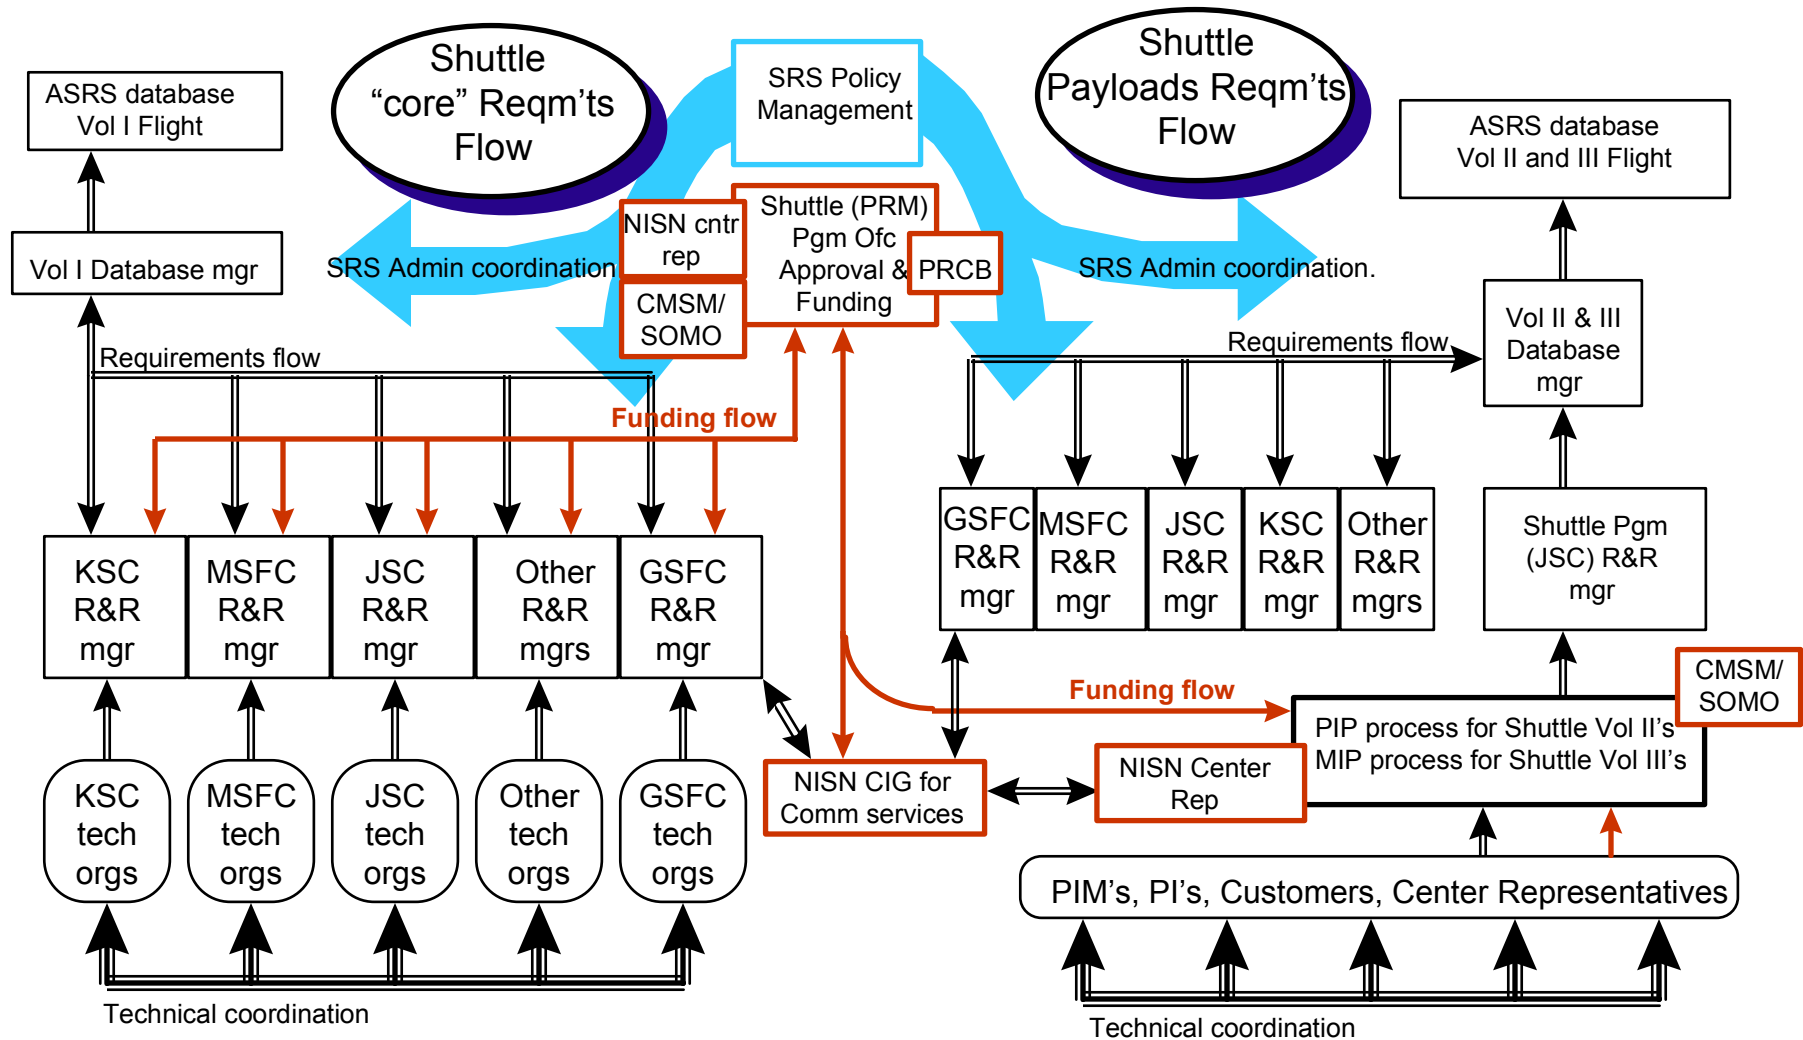 Shuttle
“core” Reqm’ts
Flow
SRS Policy
Management
Shuttle
Payloads Reqm’ts
Flow
ASRS database
Vol I Flight
ASRS database
Vol II and III Flight
NISN cntr
rep
Shuttle (PRM)
Pgm Ofc
Approval &
Funding
PRCB
CMSM/
SOMO
Vol I Database mgr
SRS Admin coordination
SRS Admin coordination.
Vol II & III
Database
mgr
Requirements flow
Requirements flow
Funding flow
KSC
R&R
mgr
MSFC
R&R
mgr
JSC
R&R
mgr
Other
R&R
mgrs
GSFC
R&R
mgr
GSFC
R&R
mgr
MSFC
R&R
mgr
JSC
R&R
mgr
KSC
R&R
mgr
Other
R&R
mgrs
Shuttle Pgm
(JSC) R&R
mgr
CMSM/
SOMO
Funding flow
PIP process for Shuttle Vol II’s
MIP process for Shuttle Vol III’s
NISN CIG for
Comm services
NISN Center
Rep
KSC
tech
orgs
MSFC
tech
orgs
JSC
tech
orgs
Other
tech
orgs
GSFC
tech
orgs
PIM’s, PI’s, Customers, Center Representatives
Technical coordination
Technical coordination